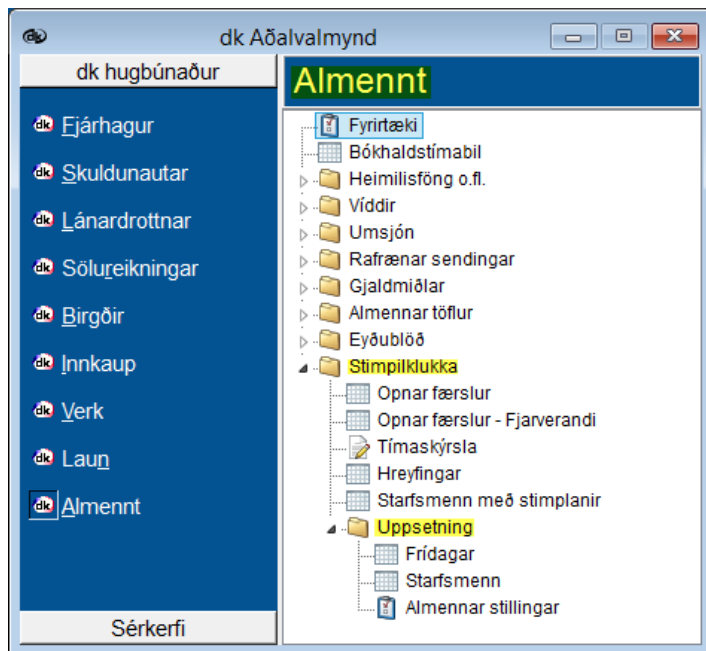 dk Aðalvalmynd
dk hugbúnaður
Fjárhagur
Skuldunautar
Lánardrottnar
Sölureikningar
Birgðir
Innkaup
Verk
Laun
Almennt
Sérkerfi
Almennt
Fyrirtæki
Bókhaldstímabil
Heimilisföng o.fl.
Víddir
Umsjón
Rafrænar sendingar
Gjaldmiðlar
Almennar töflur
Eyðublöð
Stimpilklukka
Opnar færslur
Opnar færslur - Fjarverandi
Tímaskýrsla
Hreyfingar
Starfsmenn með stimplanir
Uppsetning
Frídagar
Starfsmenn
Almennar stillingar